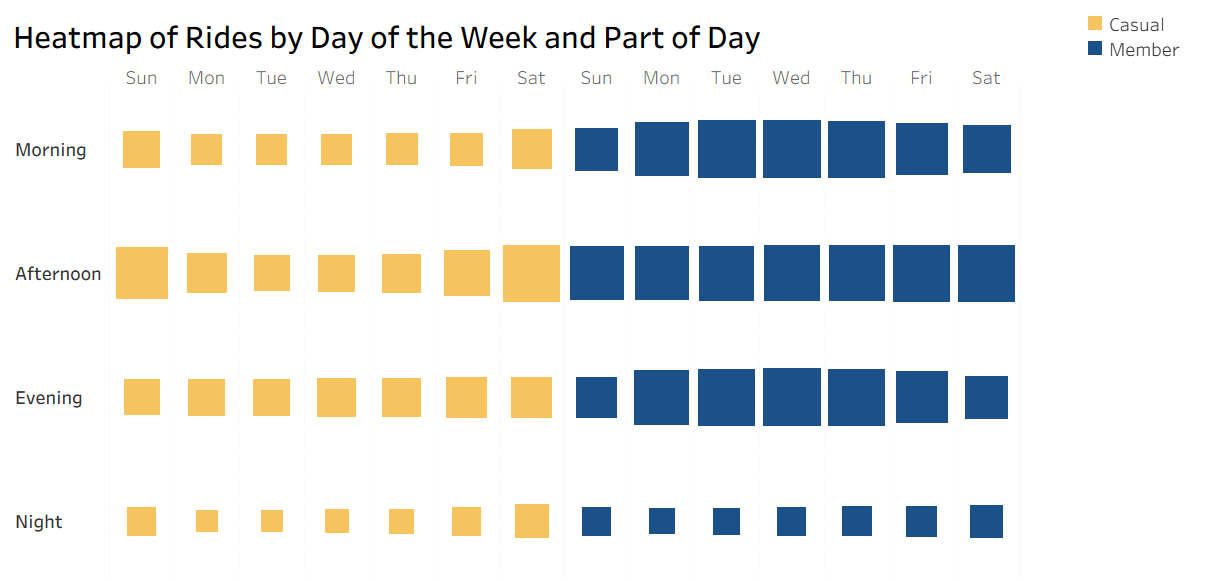 Heatmap of Rides by Day of the Week and Part of Day
Casual
Member
Sun Mon Tue Wed Thu Fri Sat Sun Mon Tue Wed Thu Fri Sat
Morning
Afternoon
Evening
Night